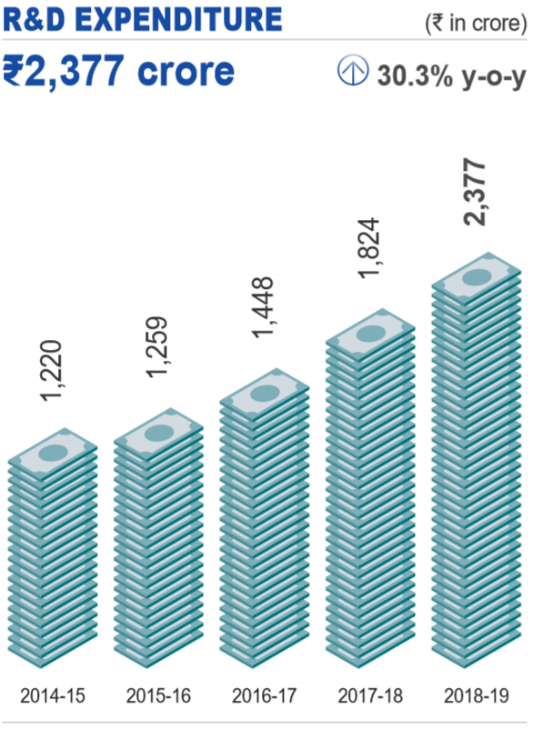 R&D EXPENDITURE (₹ in crore)
₹2,377 crore 30.3% y-o-y
1,220 1,259 1,448 1,824 2,377
2014-15 2015-16 2016-17 2017-18 2018-19